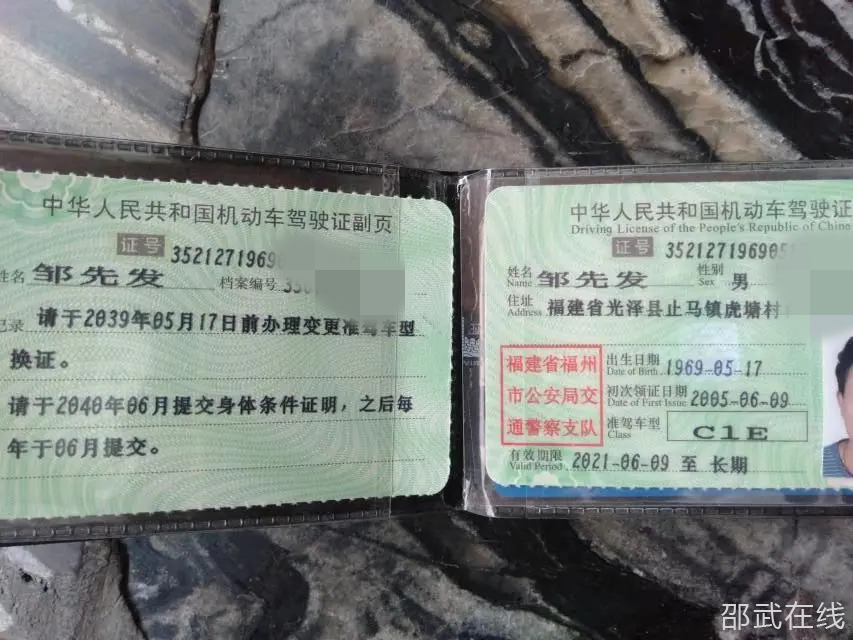 中华人民共和国机动车驾驶证副页
证号 3521271969
姓名 邹先发 档案编号
记录 请于2039年05月17日前办理变更准驾车型
换证。
请于2040年06月提交身体条件证明，之后每
年于06月提交。
中华人民共和国机动车驾驶证
Driving License of the People's Republic of China
证号 352127196905
姓名 邹先发 性别 男
Name Sex
住址 福建省光泽县止马镇虎塘村
Address
福建省福州
市公安局交
通警察支队
出生日期 1969-05-17
Date of Birth
初次领证日期 2005-06-09
Date of First Issue
准驾车型 C1E
Class
有效期限 2021-06-09 至 长期
Valid Period
邵武在线